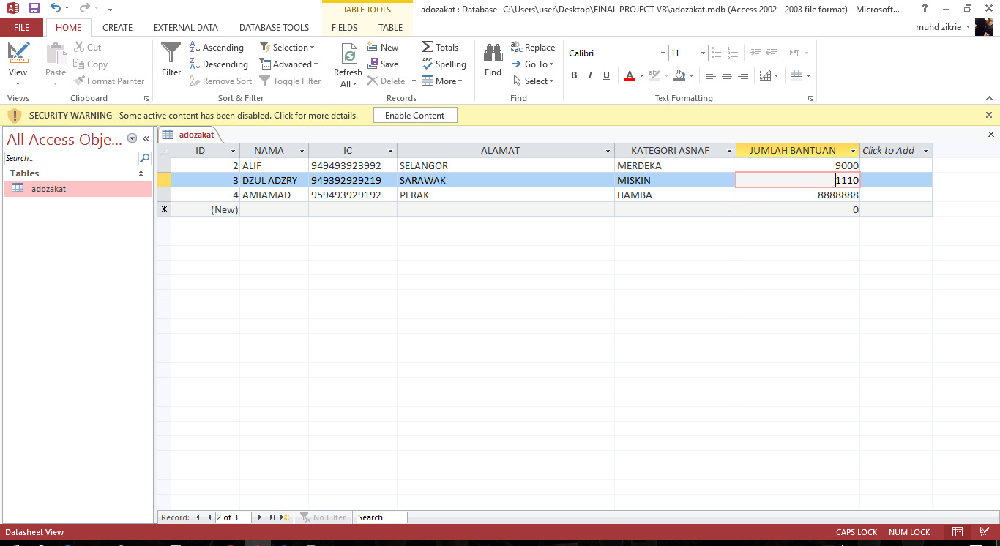 TABLE TOOLS adozakat : Database- C:\Users\user\Desktop\FINAL PROJECT VB\adozakat.mdb (Access 2002 - 2003 file format) - Microsoft... ?
FILE HOME CREATE EXTERNAL DATA DATABASE TOOLS FIELDS TABLE muhd zikrie
View
Views
Paste
Cut
Copy
Format Painter
Clipboard
Filter
Ascending
Descending
Remove Sort
Selection
Advanced
Toggle Filter
Sort & Filter
Refresh
All
New
Save
Delete
Totals
Spelling
More
Records
Find
Replace
Go To
Select
Find
Calibri 11
B I U A
Text Formatting
SECURITY WARNING Some active content has been disabled. Click for more details. Enable Content
All Access Obje...
Search...
Tables
adozakat
adozakat
ID NAMA IC ALAMAT KATEGORI ASNAF JUMLAH BANTUAN Click to Add
2 ALIF 949493923992 SELANGOR MERDEKA 9000
3 DZUL ADZRY 949392929219 SARAWAK MISKIN 1110
4 AMIAMAD 959493929192 PERAK HAMBA 8888888
* (New) 0
Record: 2 of 3 No Filter Search
Datasheet View CAPS LOCK NUM LOCK